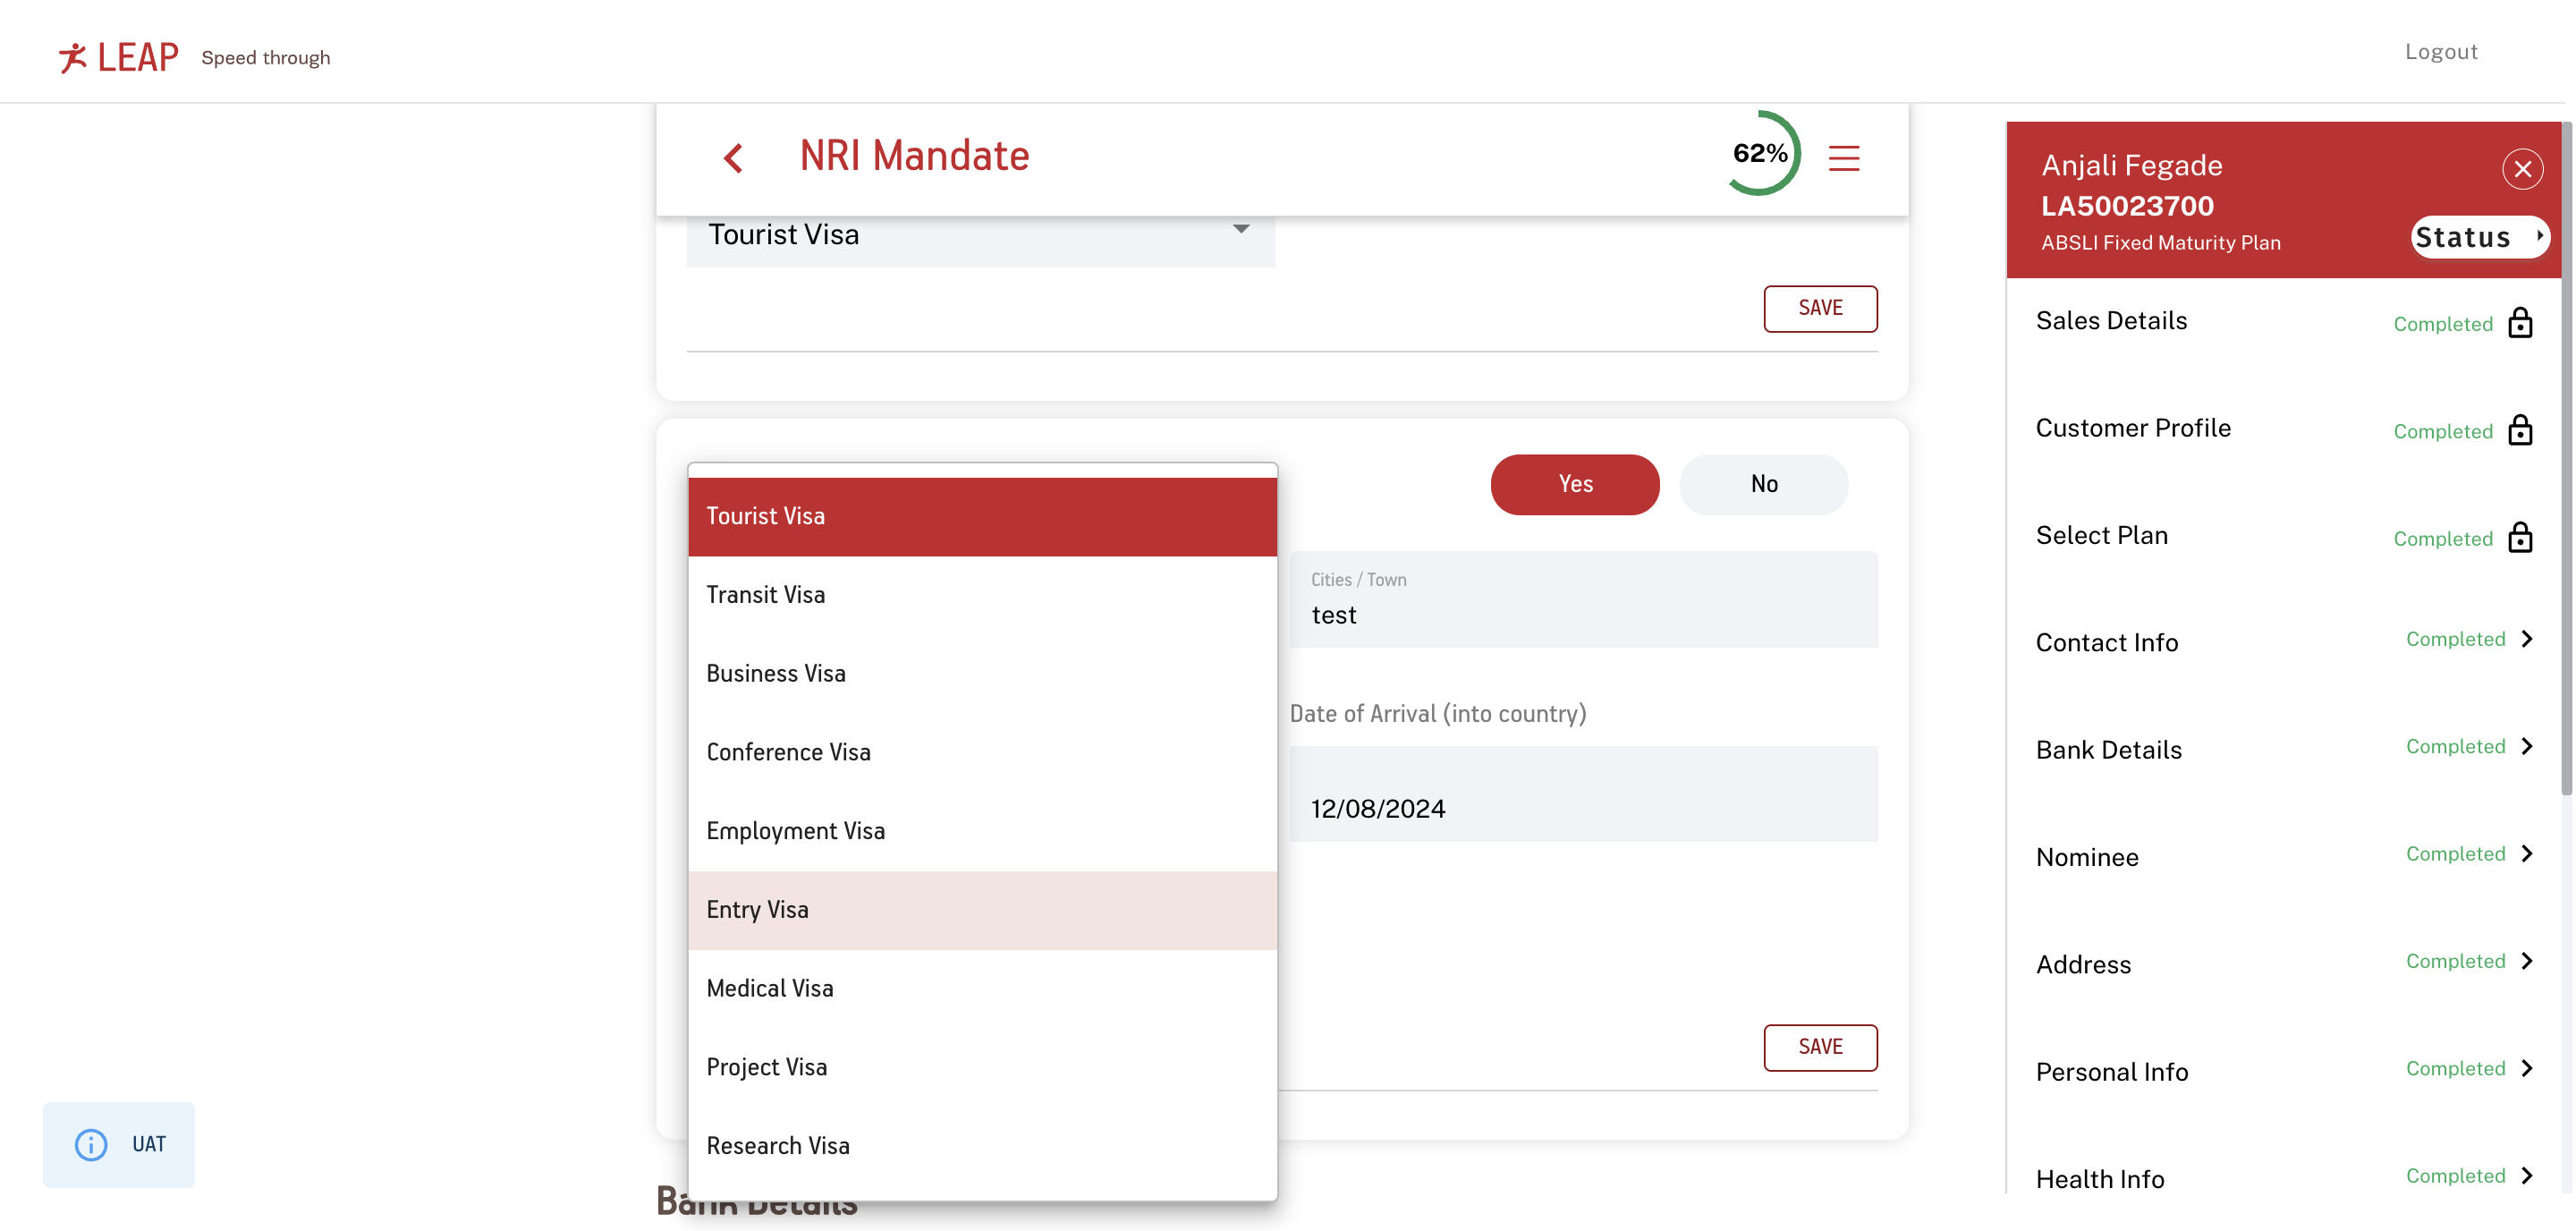 LEAP Speed through
Logout
NRI Mandate
62%
Tourist Visa
SAVE
Yes
No
Tourist Visa
Transit Visa
Business Visa
Conference Visa
Employment Visa
Entry Visa
Medical Visa
Project Visa
Research Visa
Cities / Town
test
Date of Arrival (into country)
12/08/2024
SAVE
Bank Details
UAT
Anjali Fegade
LA50023700
ABSLI Fixed Maturity Plan
Status
Sales Details Completed
Customer Profile Completed
Select Plan Completed
Contact Info Completed
Bank Details Completed
Nominee Completed
Address Completed
Personal Info Completed
Health Info Completed